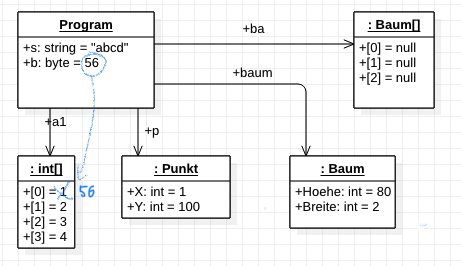 Program
+s: string = "abcd"
+b: byte = 56
+ba
: Baum[]
+[0] = null
+[1] = null
+[2] = null
+baum
+a1
+p
: int[]
+[0] = 1 56
+[1] = 2
+[2] = 3
+[3] = 4
: Punkt
+X: int = 1
+Y: int = 100
: Baum
+Hoehe: int = 80
+Breite: int = 2